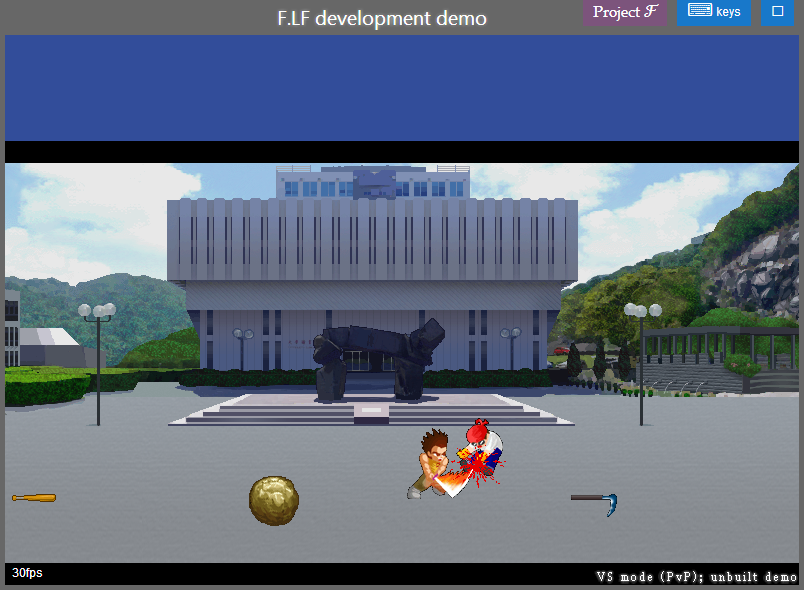 F.LF development demo
Project ℱ
keys
30fps
VS mode (PvP); unbuilt demo